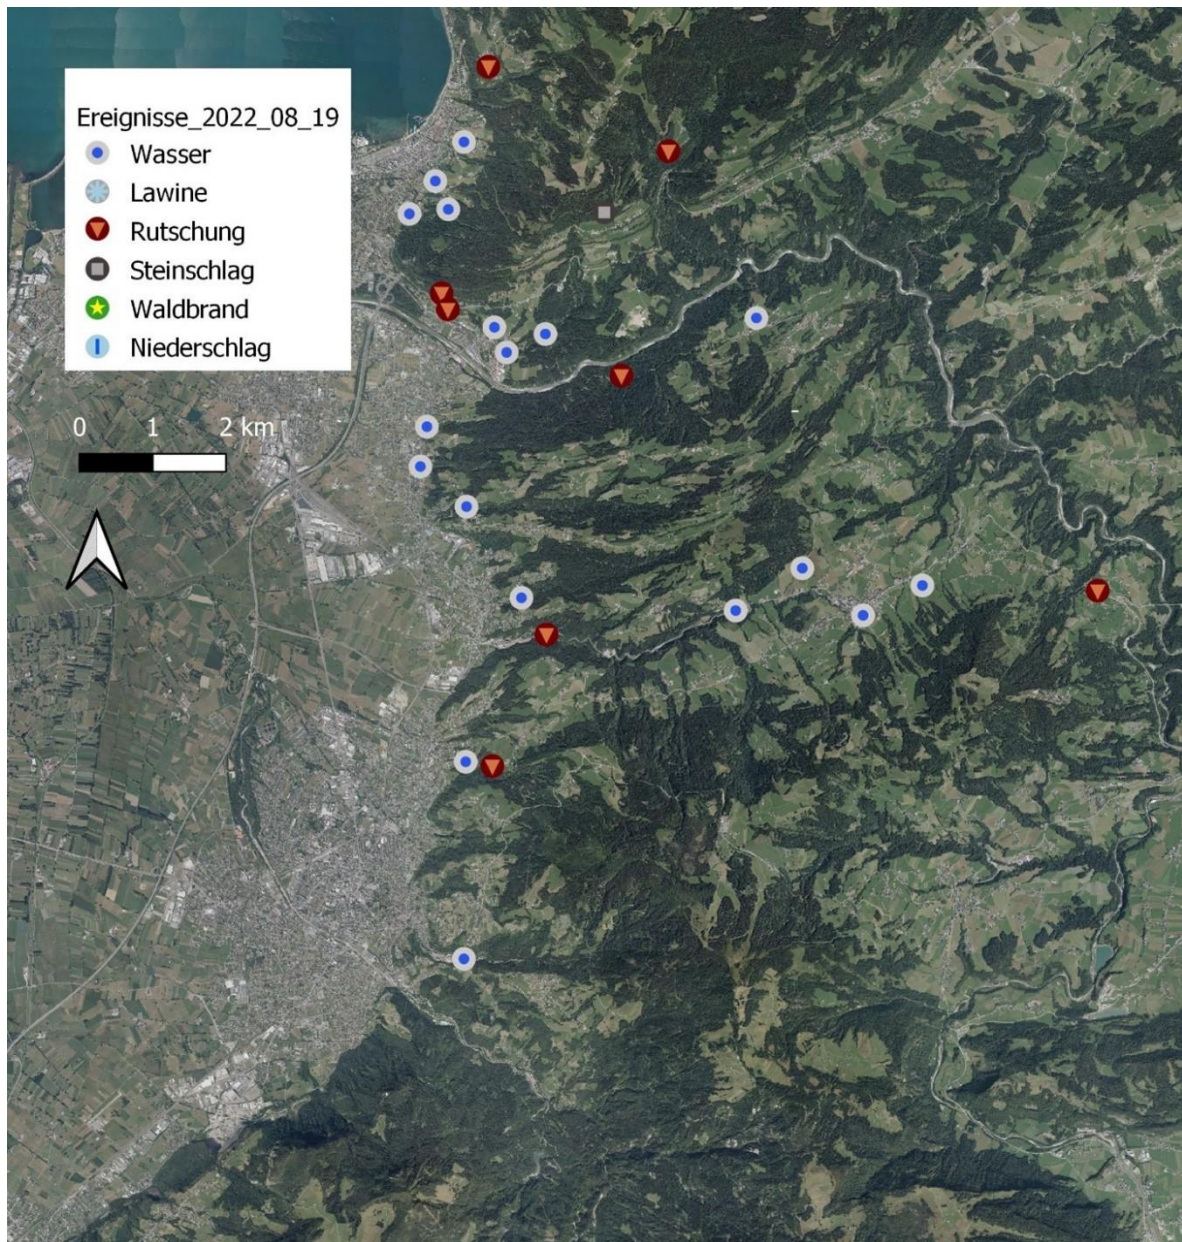 Ereignisse_2022_08_19
Wasser
Lawine
Rutschung
Steinschlag
Waldbrand
Niederschlag
0 1 2 km